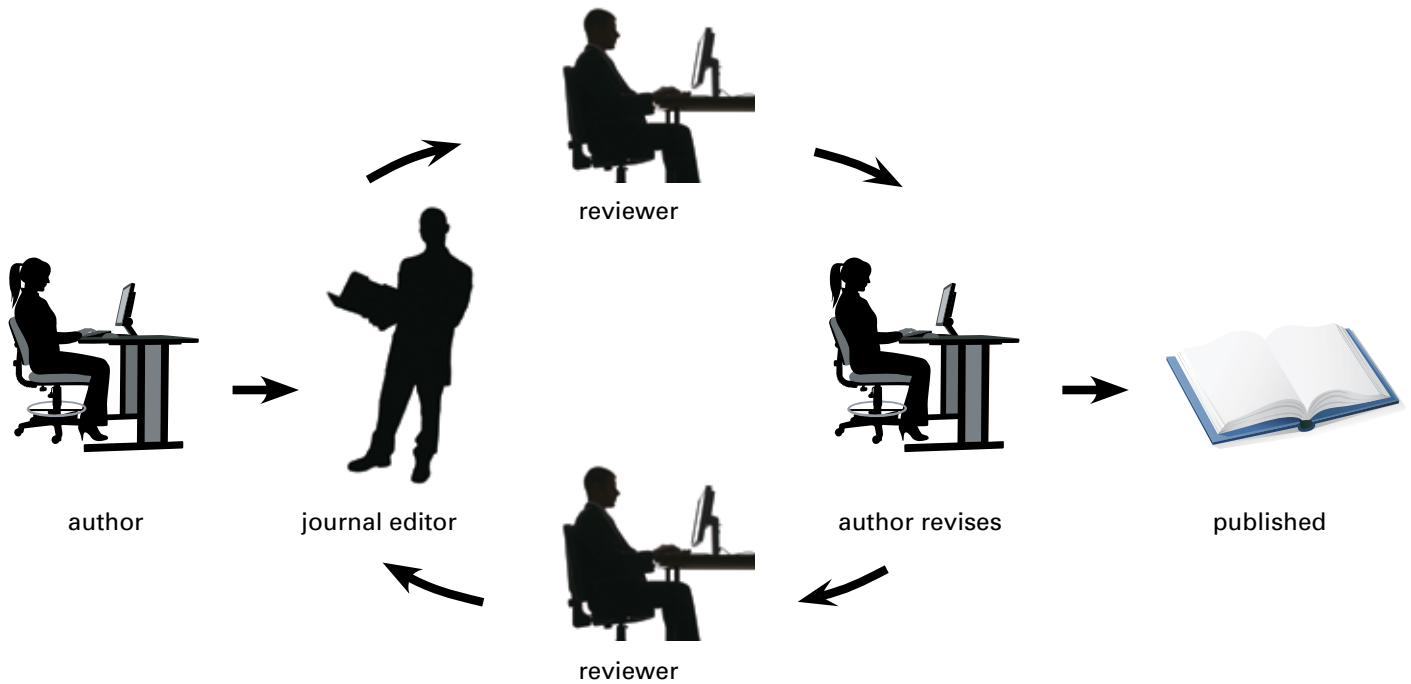 reviewer
author
journal editor
author revises
published
reviewer